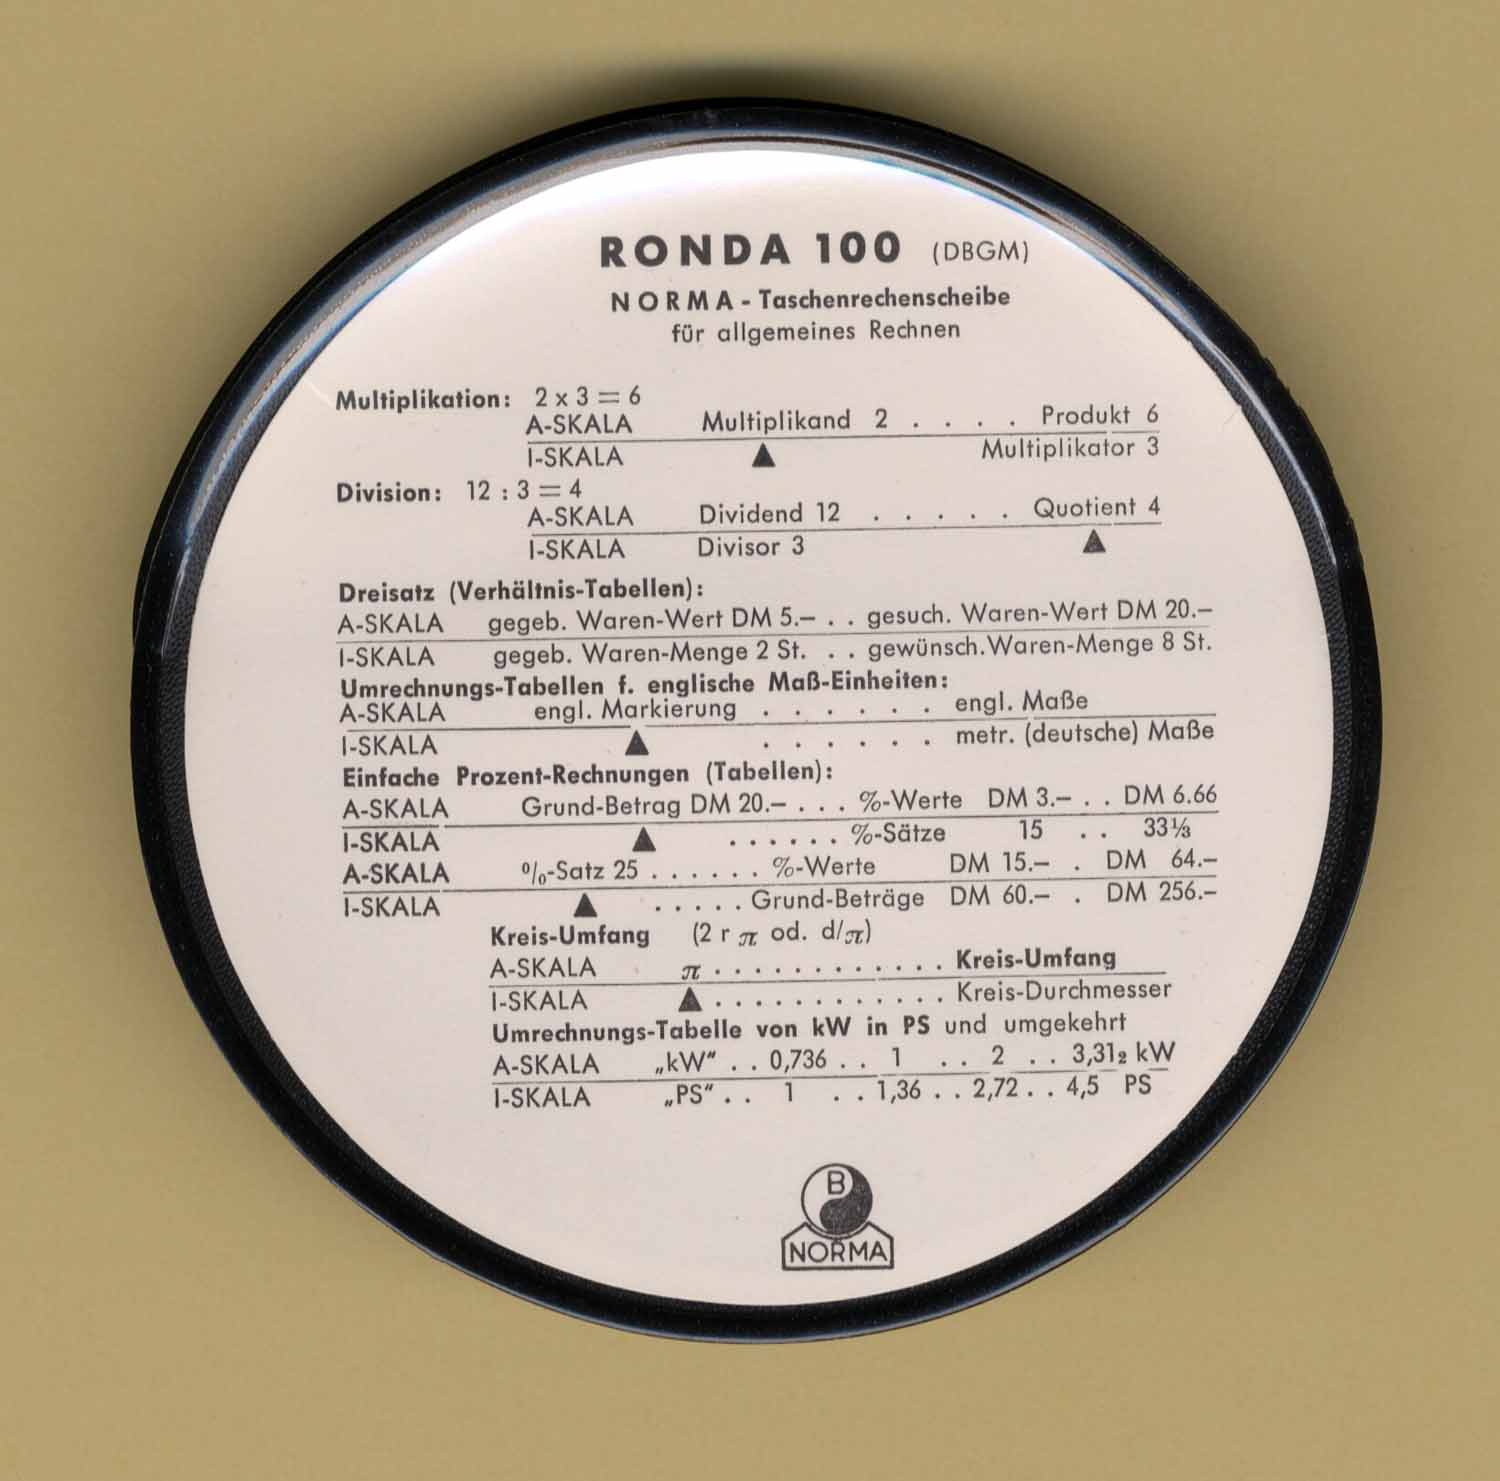 RONDA 100 (DBGM)
NORMA - Taschenrechenscheibe
für allgemeines Rechnen
Multiplikation: 2 x 3 = 6
A-SKALA Multiplikand 2 . . . . Produkt 6
I-SKALA ▲ Multiplikator 3
Division: 12 : 3 = 4
A-SKALA Dividend 12 . . . . . Quotient 4
I-SKALA Divisor 3 ▲
Dreisatz (Verhältnis-Tabellen):
A-SKALA gegeb. Waren-Wert DM 5.– . . gesuch. Waren-Wert DM 20.–
I-SKALA gegeb. Waren-Menge 2 St. . . gewünsch. Waren-Menge 8 St.
Umrechnungs-Tabellen f. englische Maß-Einheiten:
A-SKALA engl. Markierung . . . . . . engl. Maße
I-SKALA ▲ . . . . . . metr. (deutsche) Maße
Einfache Prozent-Rechnungen (Tabellen):
A-SKALA Grund-Betrag DM 20.– . . . %-Werte DM 3.– . . DM 6.66
I-SKALA ▲ . . . . . . %-Sätze 15 . . 33⅓
A-SKALA %-Satz 25 . . . . . . %-Werte DM 15.– . DM 64.–
I-SKALA ▲ . . . . . Grund-Beträge DM 60.– . DM 256.–
Kreis-Umfang (2 r π od. d/π)
A-SKALA π . . . . . . . . . . . . Kreis-Umfang
I-SKALA ▲ . . . . . . . . . . . . Kreis-Durchmesser
Umrechnungs-Tabelle von kW in PS und umgekehrt
A-SKALA „kW“ . . 0,736 . . 1 . . 2 . . 3,31₂ kW
I-SKALA „PS“ . . 1 . . 1,36 . . 2,72 . . 4,5 PS
B
NORMA